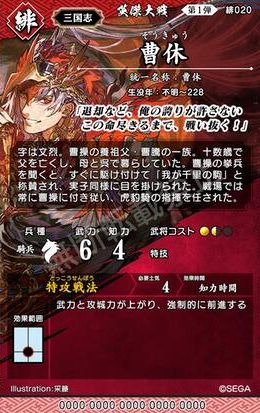 緋
三国志
英傑大戦
第1弾
緋020
そうきゅう
曹休
統一名称:曹休
生没年:不明~228
「退却など、俺の誇りが許さない
この命尽きるまで、戦い抜く!」
字は文烈。曹操の養祖父・曹騰の一族。十数歳で
父を亡くし、母と呉で暮らしていた。曹操の挙兵
を聞くと、すぐに駆け付けて「我が千里の駒」と
称賛され、実子同様に目を掛けられた。戦場では
常に曹操に付き従い、虎豹騎の指揮を任された。
兵種
騎兵
武力
6
知力
4
武将コスト
特技
とっこうせんぽう
特攻戦法
必要士気
4
効果時間
知力時間
効果範囲
武力と攻城力が上がり、強制的に前進する
Illustration:采藤
©SEGA
0000-0000-0000-0000-0000